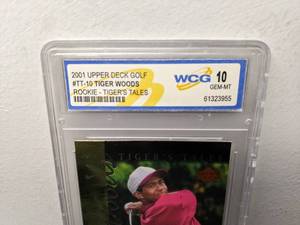 2001 UPPER DECK GOLF
#TT-10 TIGER WOODS
ROOKIE - TIGER'S TALES
WCG 10
GEM-MT
61323955
TIGER'S TALES